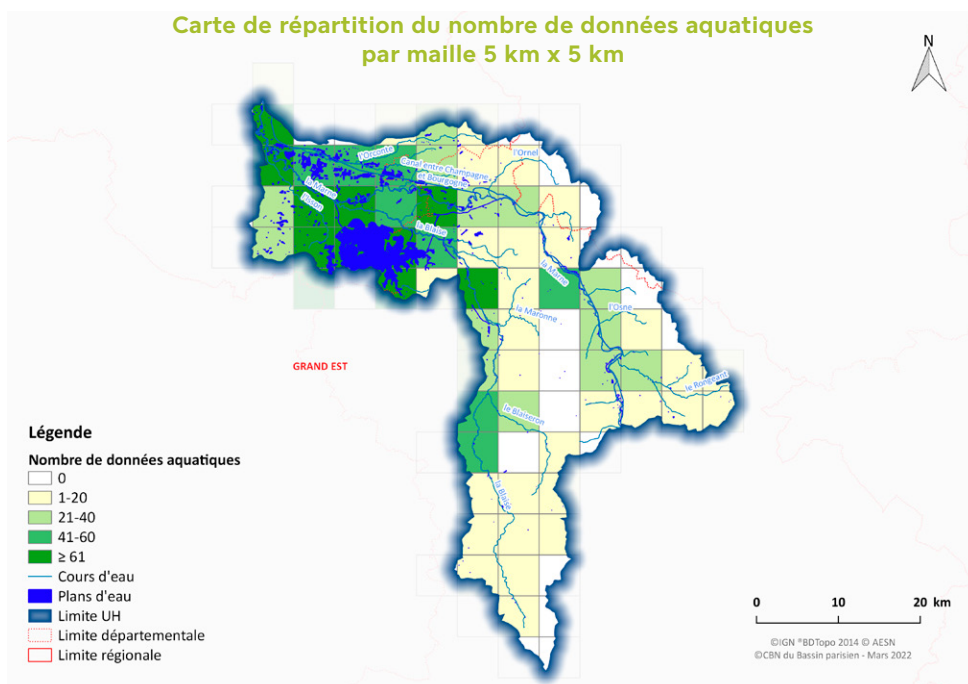 Carte de répartition du nombre de données aquatiques
par maille 5 km x 5 km
N
l'Ornel
l'Orconte
Canal entre Champagne
et Bourgogne
la Marne
l'Isson
la Blaise
la Marne
l'Osne
la Maronne
GRAND EST
le Rongeant
le Blaiseron
la Blaise
Légende
Nombre de données aquatiques
0
1-20
21-40
41-60
≥ 61
Cours d'eau
Plans d'eau
Limite UH
Limite départementale
Limite régionale
0 10 20 km
©IGN ®BDTopo 2014 © AESN
©CBN du Bassin parisien - Mars 2022